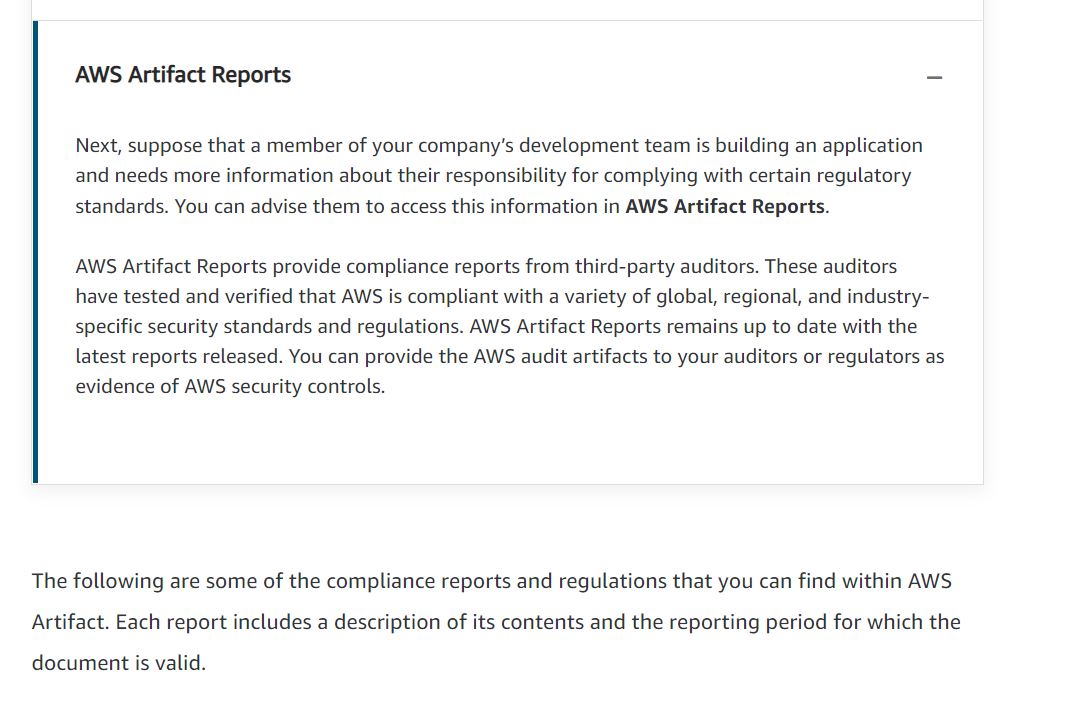 AWS Artifact Reports
Next, suppose that a member of your company’s development team is building an application
and needs more information about their responsibility for complying with certain regulatory
standards. You can advise them to access this information in AWS Artifact Reports.
AWS Artifact Reports provide compliance reports from third-party auditors. These auditors
have tested and verified that AWS is compliant with a variety of global, regional, and industry-
specific security standards and regulations. AWS Artifact Reports remains up to date with the
latest reports released. You can provide the AWS audit artifacts to your auditors or regulators as
evidence of AWS security controls.
The following are some of the compliance reports and regulations that you can find within AWS
Artifact. Each report includes a description of its contents and the reporting period for which the
document is valid.